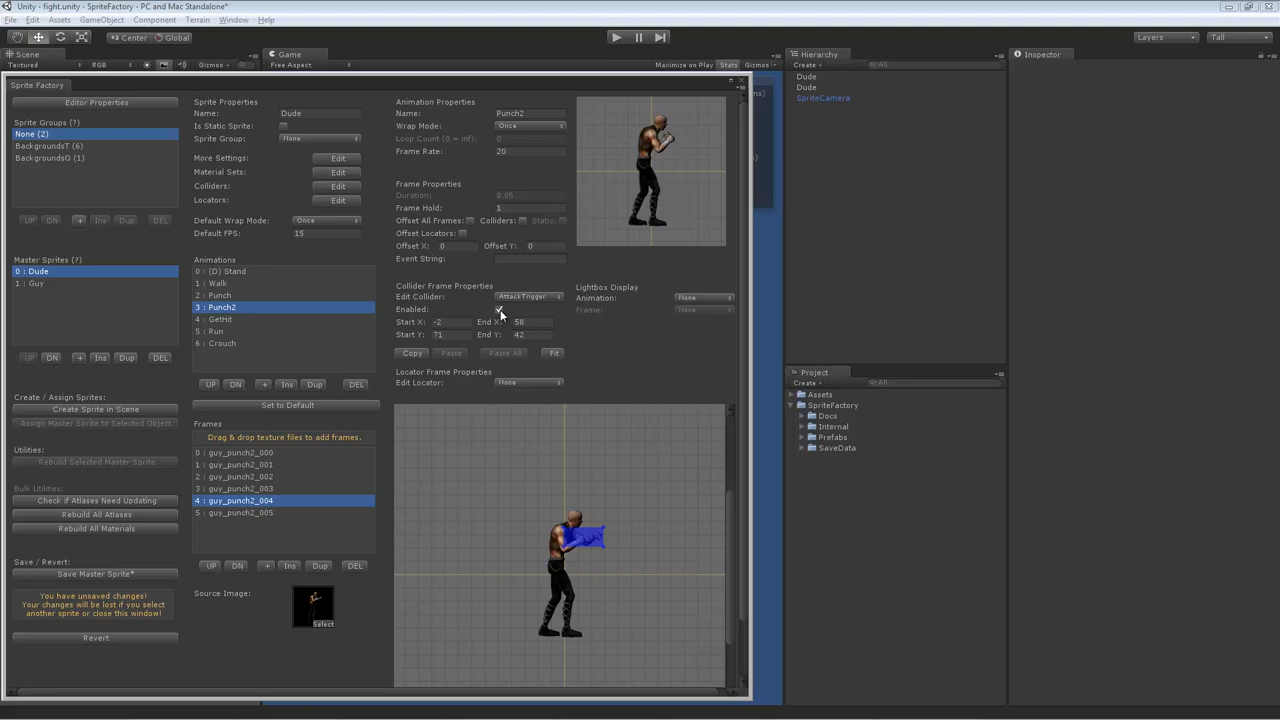 Unity - fight.unity - SpriteFactory - PC and Mac Standalone*
File Edit Assets GameObject Component Terrain Window Help
Center Global
Layers Tall
Scene
Game
Hierarchy
Inspector
Textured RGB Gizmos All
Free Aspect
Maximize on Play Stats Gizmos
Create All
Sprite Factory
Dude
Dude
SpriteCamera
Editor Properties
Sprite Groups (?)
None (2)
BackgroundsT (6)
BackgroundsO (1)
UP DN + Ins Dup DEL
Master Sprites (?)
0 : Dude
1 : Guy
UP DN + Ins Dup DEL
Create / Assign Sprites:
Create Sprite in Scene
Assign Master Sprite to Selected Object
Utilities:
Rebuild Selected Master Sprite
Bulk Utilities:
Check if Atlases Need Updating
Rebuild All Atlases
Rebuild All Materials
Save / Revert:
Save Master Sprite*
You have unsaved changes!
Your changes will be lost if you select
another sprite or close this window!
Revert
Sprite Properties
Name: Dude
Is Static Sprite:
Sprite Group: None
More Settings: Edit
Material Sets: Edit
Colliders: Edit
Locators: Edit
Default Wrap Mode: Once
Default FPS: 15
Animations
0 : (D) Stand
1 : Walk
2 : Punch
3 : Punch2
4 : GetHit
5 : Run
6 : Crouch
UP DN + Ins Dup DEL
Set to Default
Frames
Drag & drop texture files to add frames.
0 : guy_punch2_000
1 : guy_punch2_001
2 : guy_punch2_002
3 : guy_punch2_003
4 : guy_punch2_004
5 : guy_punch2_005
UP DN + Ins Dup DEL
Source Image:
Select
Animation Properties
Name: Punch2
Wrap Mode: Once
Loop Count (0 = inf): 0
Frame Rate: 20
Frame Properties
Duration: 0.05
Frame Hold: 1
Offset All Frames: Colliders: Static:
Offset Locators:
Offset X: 0 Offset Y: 0
Event String:
Collider Frame Properties
Edit Collider: AttackTrigger
Enabled:
Start X: -2 End X: 58
Start Y: 71 End Y: 42
Copy Paste Paste All Fit
Locator Frame Properties
Edit Locator: None
Lightbox Display
Animation: None
Frame: None
Project
Create All
Assets
SpriteFactory
Docs
Internal
Prefabs
SaveData